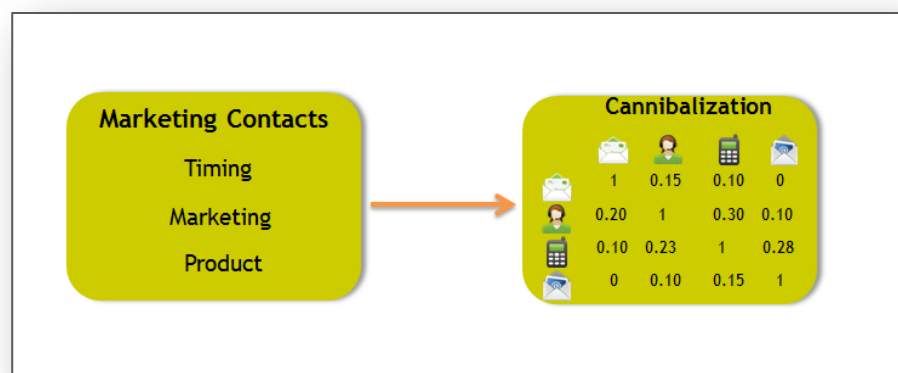 Marketing Contacts
Timing
Marketing
Product
Cannibalization
1 0.15 0.10 0
0.20 1 0.30 0.10
0.10 0.23 1 0.28
0 0.10 0.15 1